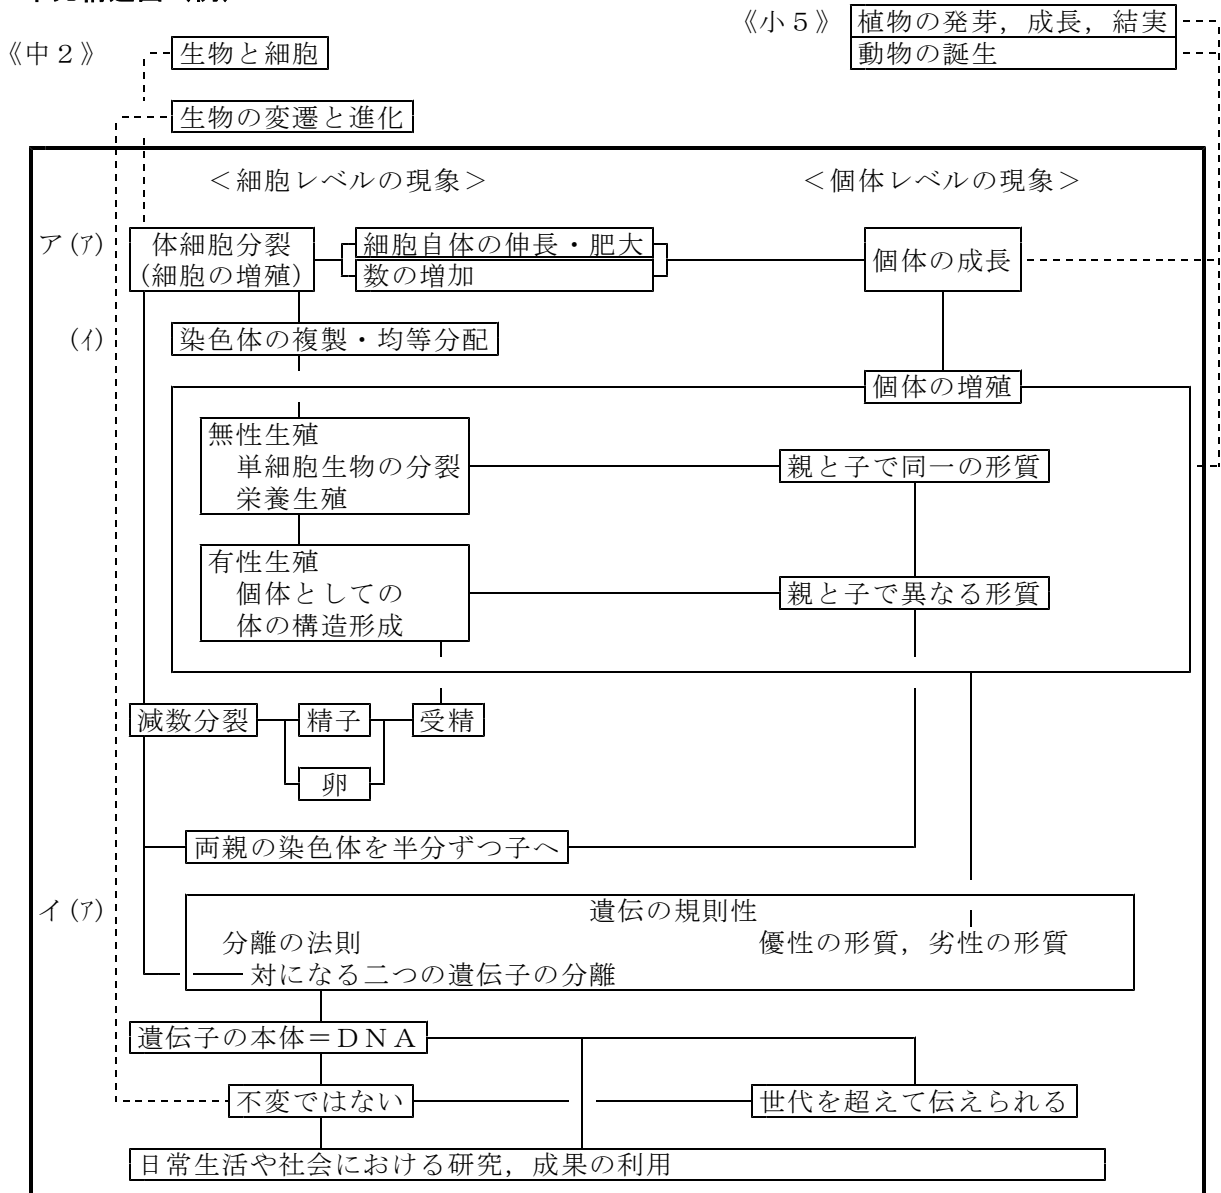 《小５》
植物の発芽，成長，結実
《中２》
生物と細胞
動物の誕生
生物の変遷と進化
＜細胞レベルの現象＞
＜個体レベルの現象＞
ア(ｱ)
体細胞分裂
(細胞の増殖)
細胞自体の伸長・肥大
数の増加
個体の成長
(ｲ)
染色体の複製・均等分配
個体の増殖
無性生殖
単細胞生物の分裂
栄養生殖
親と子で同一の形質
有性生殖
個体としての
体の構造形成
親と子で異なる形質
減数分裂
精子
受精
卵
両親の染色体を半分ずつ子へ
イ(ｱ)
遺伝の規則性
分離の法則
優性の形質，劣性の形質
対になる二つの遺伝子の分離
遺伝子の本体＝ＤＮＡ
不変ではない
世代を超えて伝えられる
日常生活や社会における研究，成果の利用